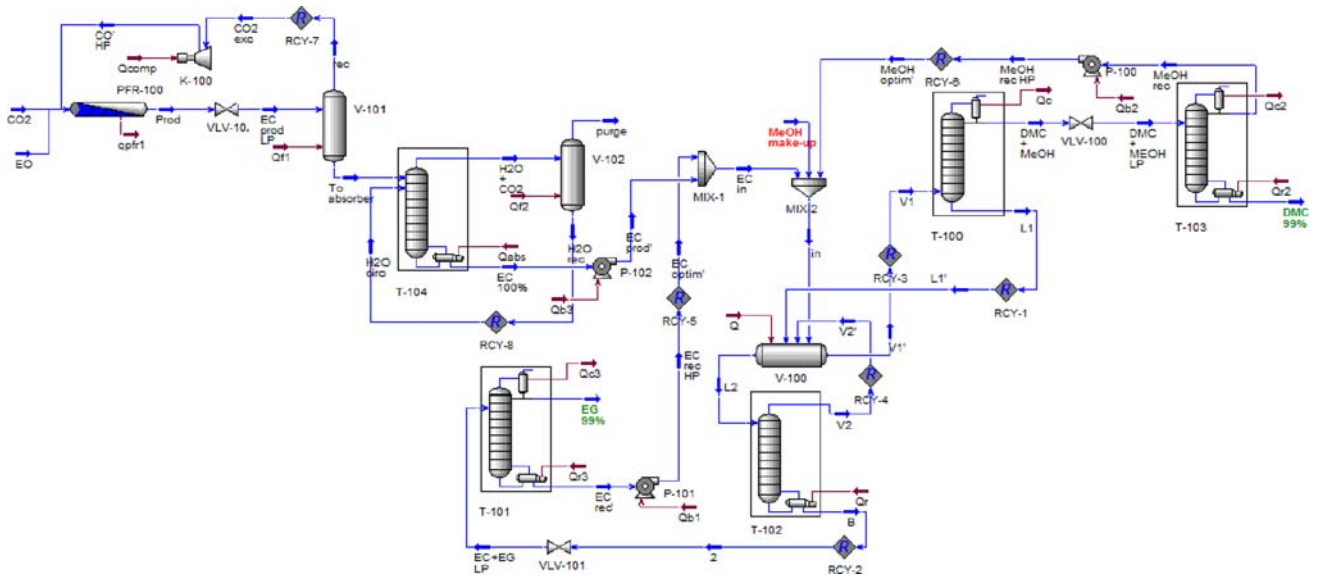 CO2
exc
RCY-7
CO'
HP
rec
Qcomp
K-100
PFR-100
CO2
Prod
VLV-10.
EC
prod
LP
V-101
EO
qpfr1
Qf1
To
absorber
H2O
+
CO2
purge
V-102
Qf2
H2O
rec
H2O
circ
Qabs
EC
100%
T-104
Qb3
P-102
EC
prod'
RCY-8
MIX-1
EC
in
MeOH
make-up
MIX-2
in
EC
optim'
RCY-5
EC
rec
HP
MeOH
optim'
RCY-6
MeOH
rec HP
P-100
MeOH
rec
Qb2
Qc
DMC
+MeOH
VLV-100
DMC
+
MEOH
LP
Qc2
Qr2
DMC
99%
T-103
V1
T-100
L1
RCY-3
L1'
RCY-1
V2'
V1'
Q
V-100
RCY-4
L2
V2
T-102
Qr
B
RCY-2
2
VLV-101
EC+EG
LP
Qc3
EG
99%
Qr3
T-101
EC
rec'
P-101
Qb1